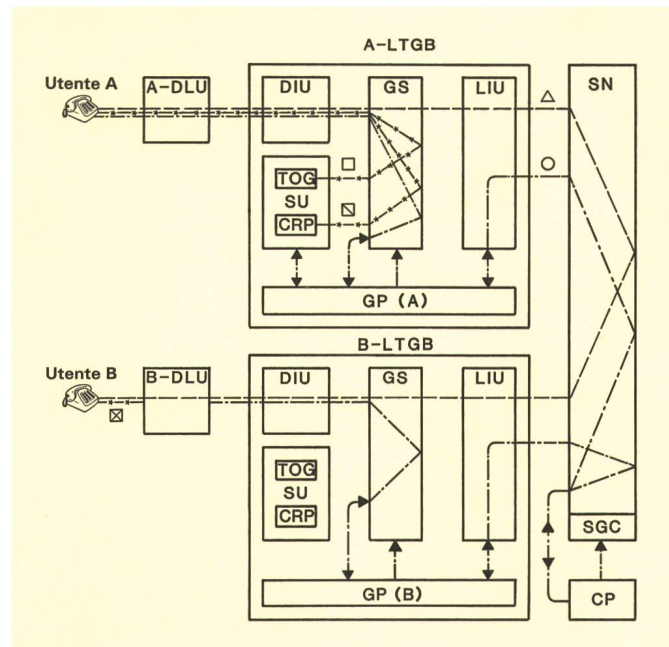 A-LTGB
Utente A
A-DLU
DIU
GS
LIU
SN
TOG
SU
CRP
GP (A)
B-LTGB
Utente B
B-DLU
DIU
GS
LIU
TOG
SU
CRP
SGC
GP (B)
CP